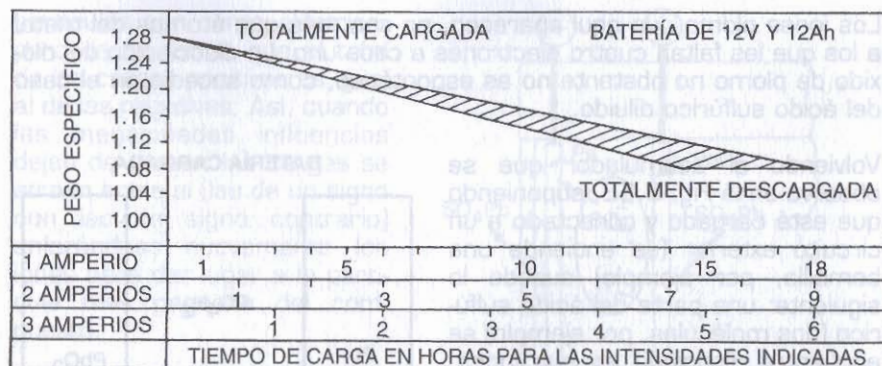 TOTALMENTE CARGADA BATERÍA DE 12V - 12Ah
PESO ESPECÍFICO
1.28
1.24
1.20
1.16
1.12
1.08
1.04
1.00
TOTALMENTE DESCARGADA
1 AMPERIO 1 5 10 15 18
2 AMPERIOS 1 3 5 7 9
3 AMPERIOS 1 2 3 4 5 6
TIEMPO DE CARGA EN HORAS PARA LAS INTENSIDADES INDICADAS